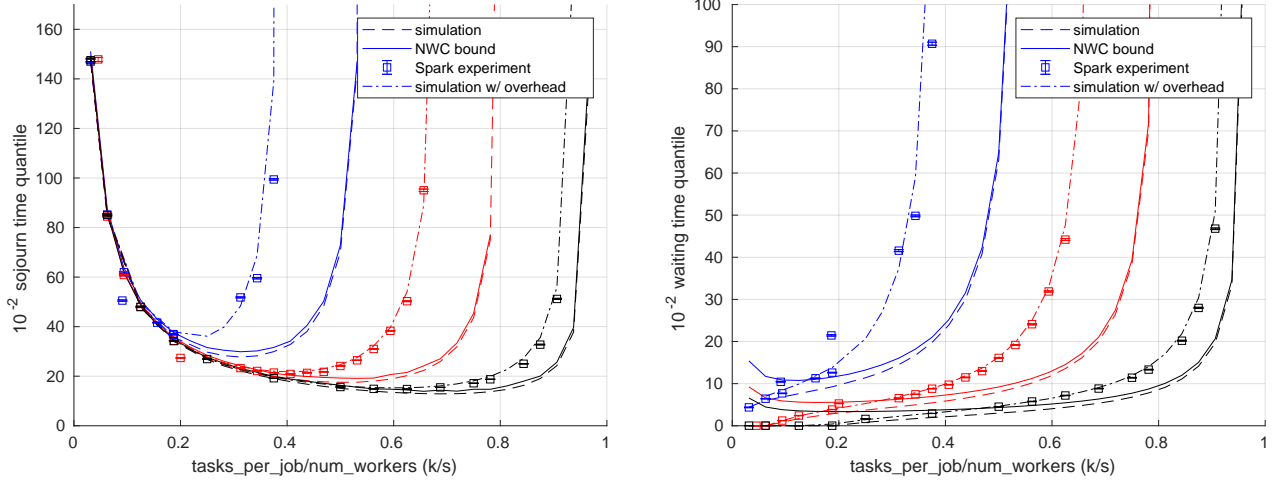 160
140
120
100
80
60
40
20
0
0
0.2
0.4
0.6
0.8
1
10^-2 sojourn time quantile
tasks_per_job/num_workers (k/s)
simulation
NWC bound
Spark experiment
simulation w/ overhead
100
90
80
70
60
50
40
30
20
10
0
0
0.2
0.4
0.6
0.8
1
10^-2 waiting time quantile
tasks_per_job/num_workers (k/s)
simulation
NWC bound
Spark experiment
simulation w/ overhead